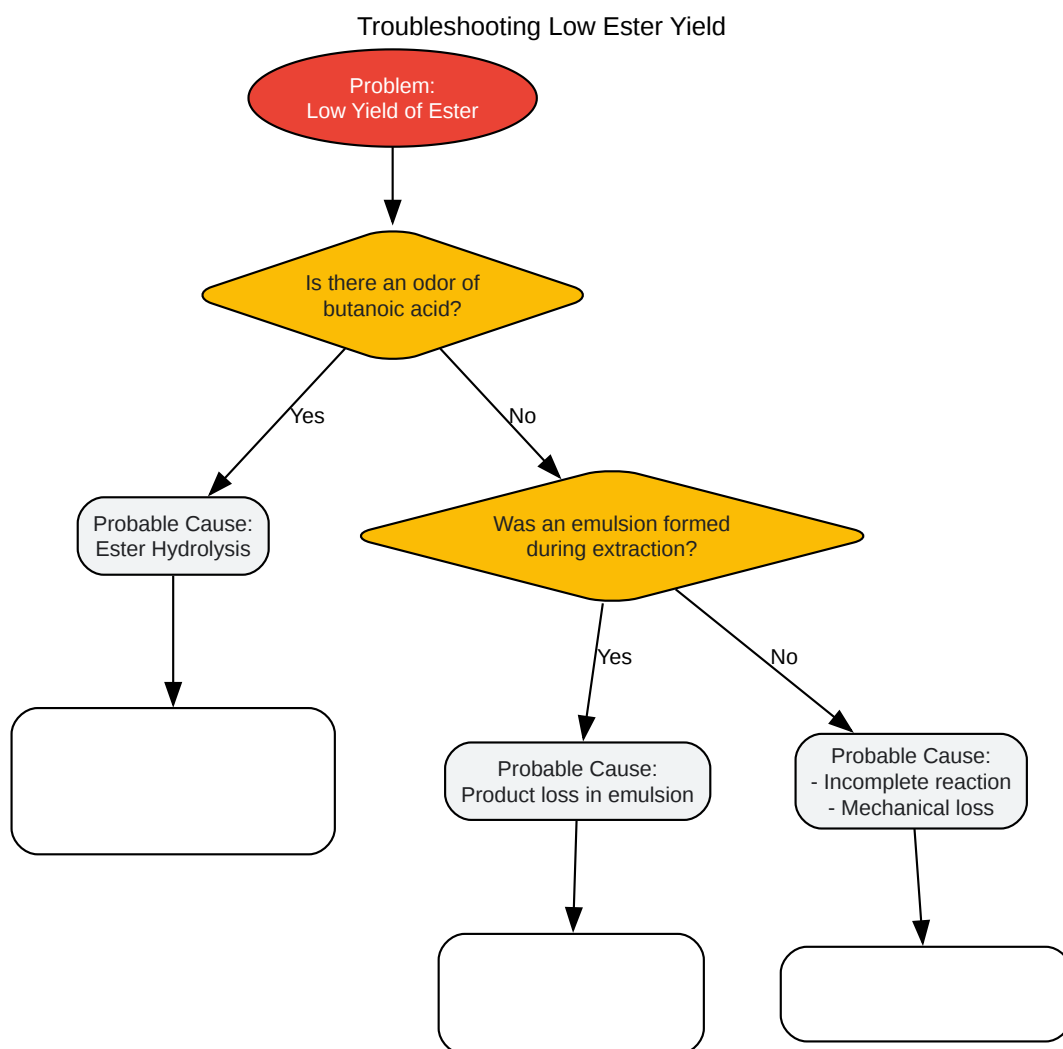 Troubleshooting Low Ester Yield
Problem:
Low Yield of Ester
Is there an odor of
butanoic acid?
Yes
No
Probable Cause:
Ester Hydrolysis
Was an emulsion formed
during extraction?
Yes
No
Probable Cause:
Product loss in emulsion
Probable Cause:
- Incomplete reaction
- Mechanical loss